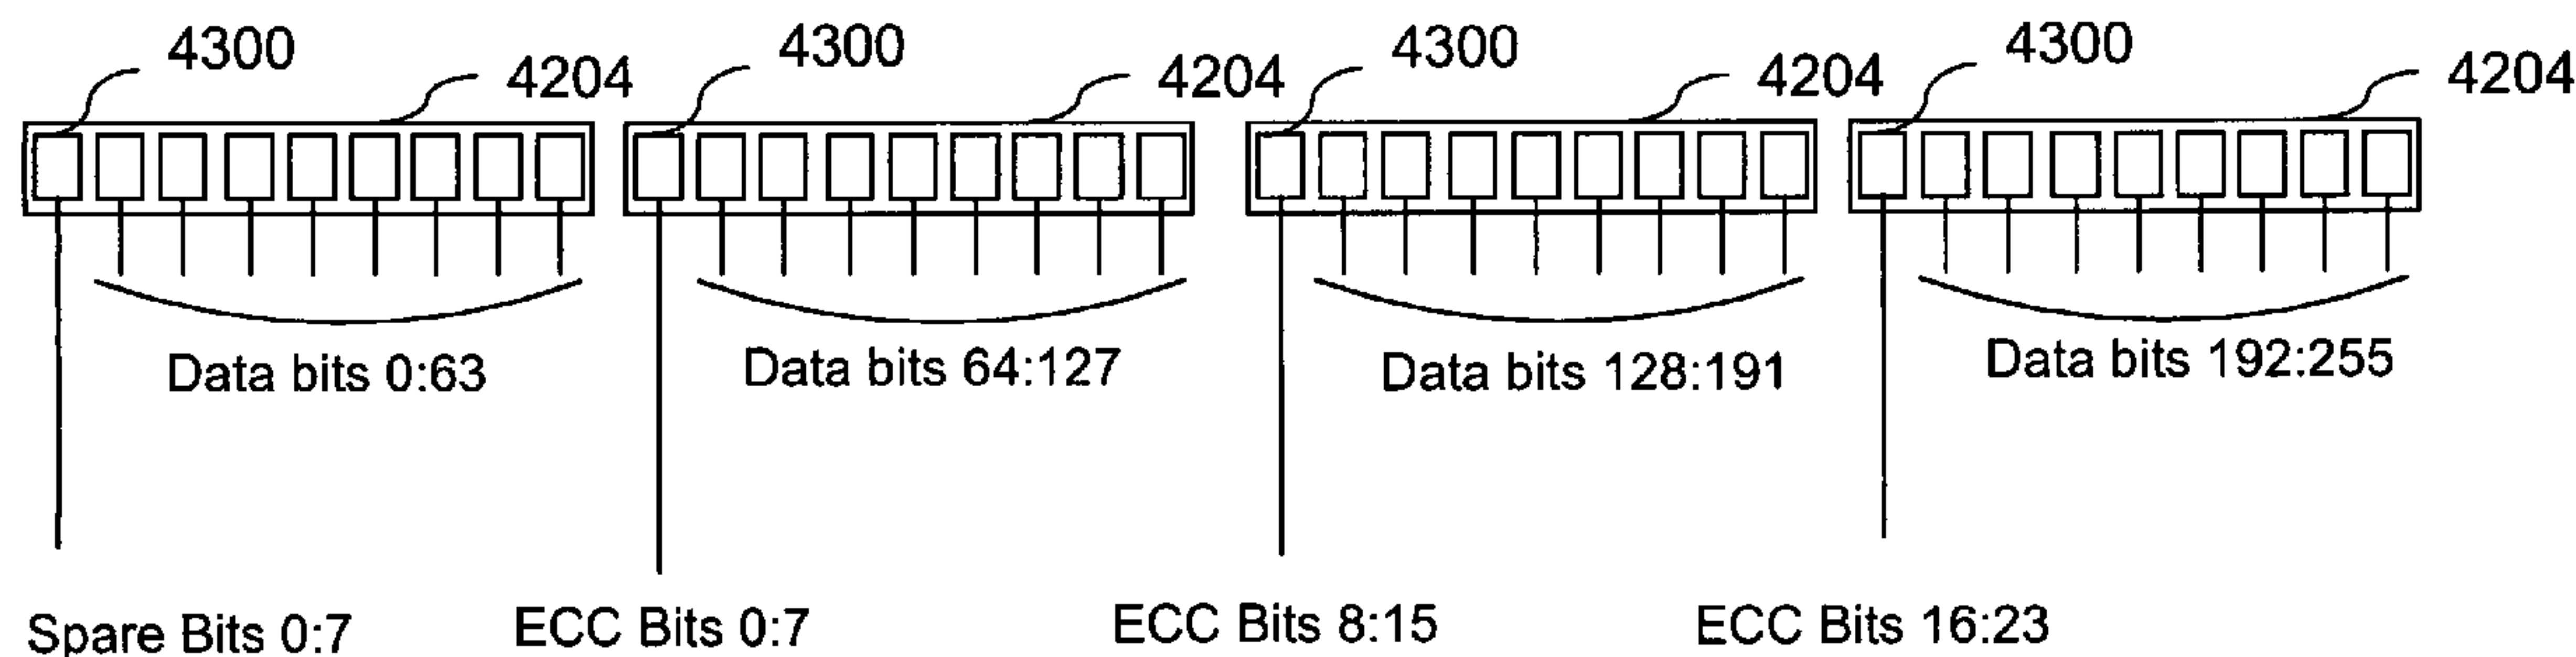 4300
4204
4300
4204
4300
4204
4300
4204
Data bits 0:63
Data bits 64:127
Data bits 128:191
Data bits 192:255
Spare Bits 0:7
ECC Bits 0:7
ECC Bits 8:15
ECC Bits 16:23